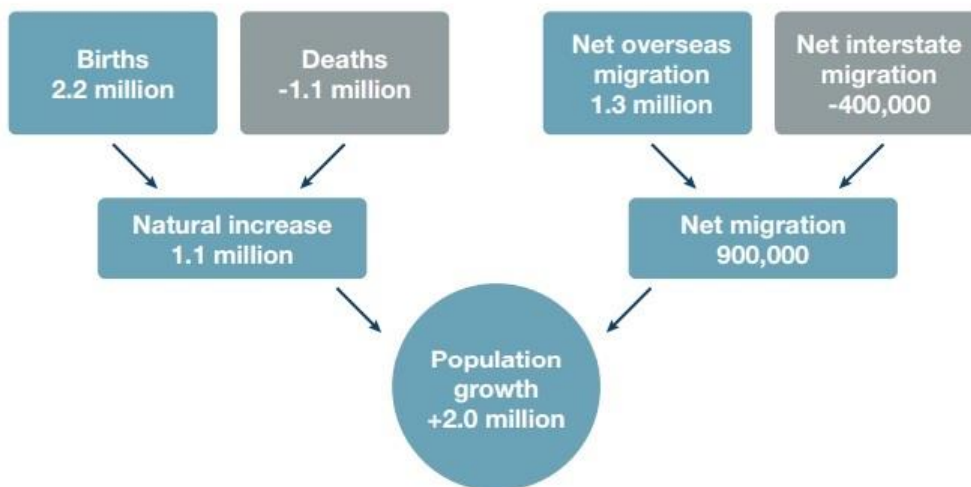 Births
2.2 million
Deaths
-1.1 million
Net overseas
migration
1.3 million
Net interstate
migration
-400,000
Natural increase
1.1 million
Net migration
900,000
Population
growth
+2.0 million